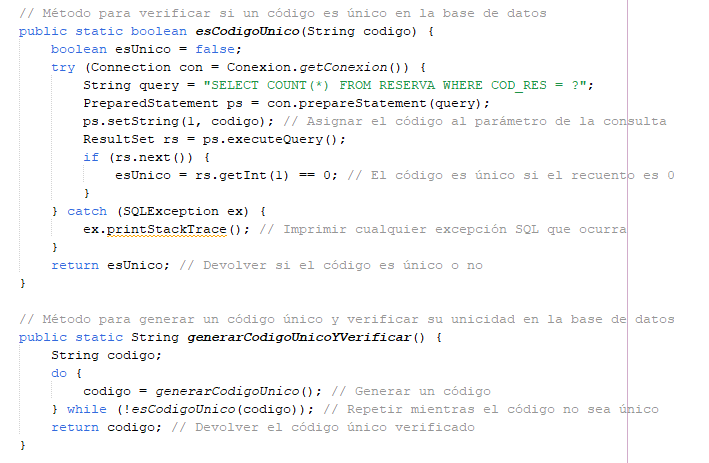 // Método para verificar si un código es único en la base de datos
public static boolean esCodigoUnico(String codigo) {
    boolean esUnico = false;
    try (Connection con = Conexion.getConexion()) {
        String query = "SELECT COUNT(*) FROM RESERVA WHERE COD_RES = ?";
        PreparedStatement ps = con.prepareStatement(query);
        ps.setString(1, codigo); // Asignar el código al parámetro de la consulta
        ResultSet rs = ps.executeQuery();
        if (rs.next()) {
            esUnico = rs.getInt(1) == 0; // El código es único si el recuento es 0
        }
    } catch (SQLException ex) {
        ex.printStackTrace(); // Imprimir cualquier excepción SQL que ocurra
    }
    return esUnico; // Devolver si el código es único o no
}
// Método para generar un código único y verificar su unicidad en la base de datos
public static String generarCodigoUnicoYVerificar() {
    String codigo;
    do {
        codigo = generarCodigoUnico(); // Generar un código
    } while (!esCodigoUnico(codigo)); // Repetir mientras el código no sea único
    return codigo; // Devolver el código único verificado
}